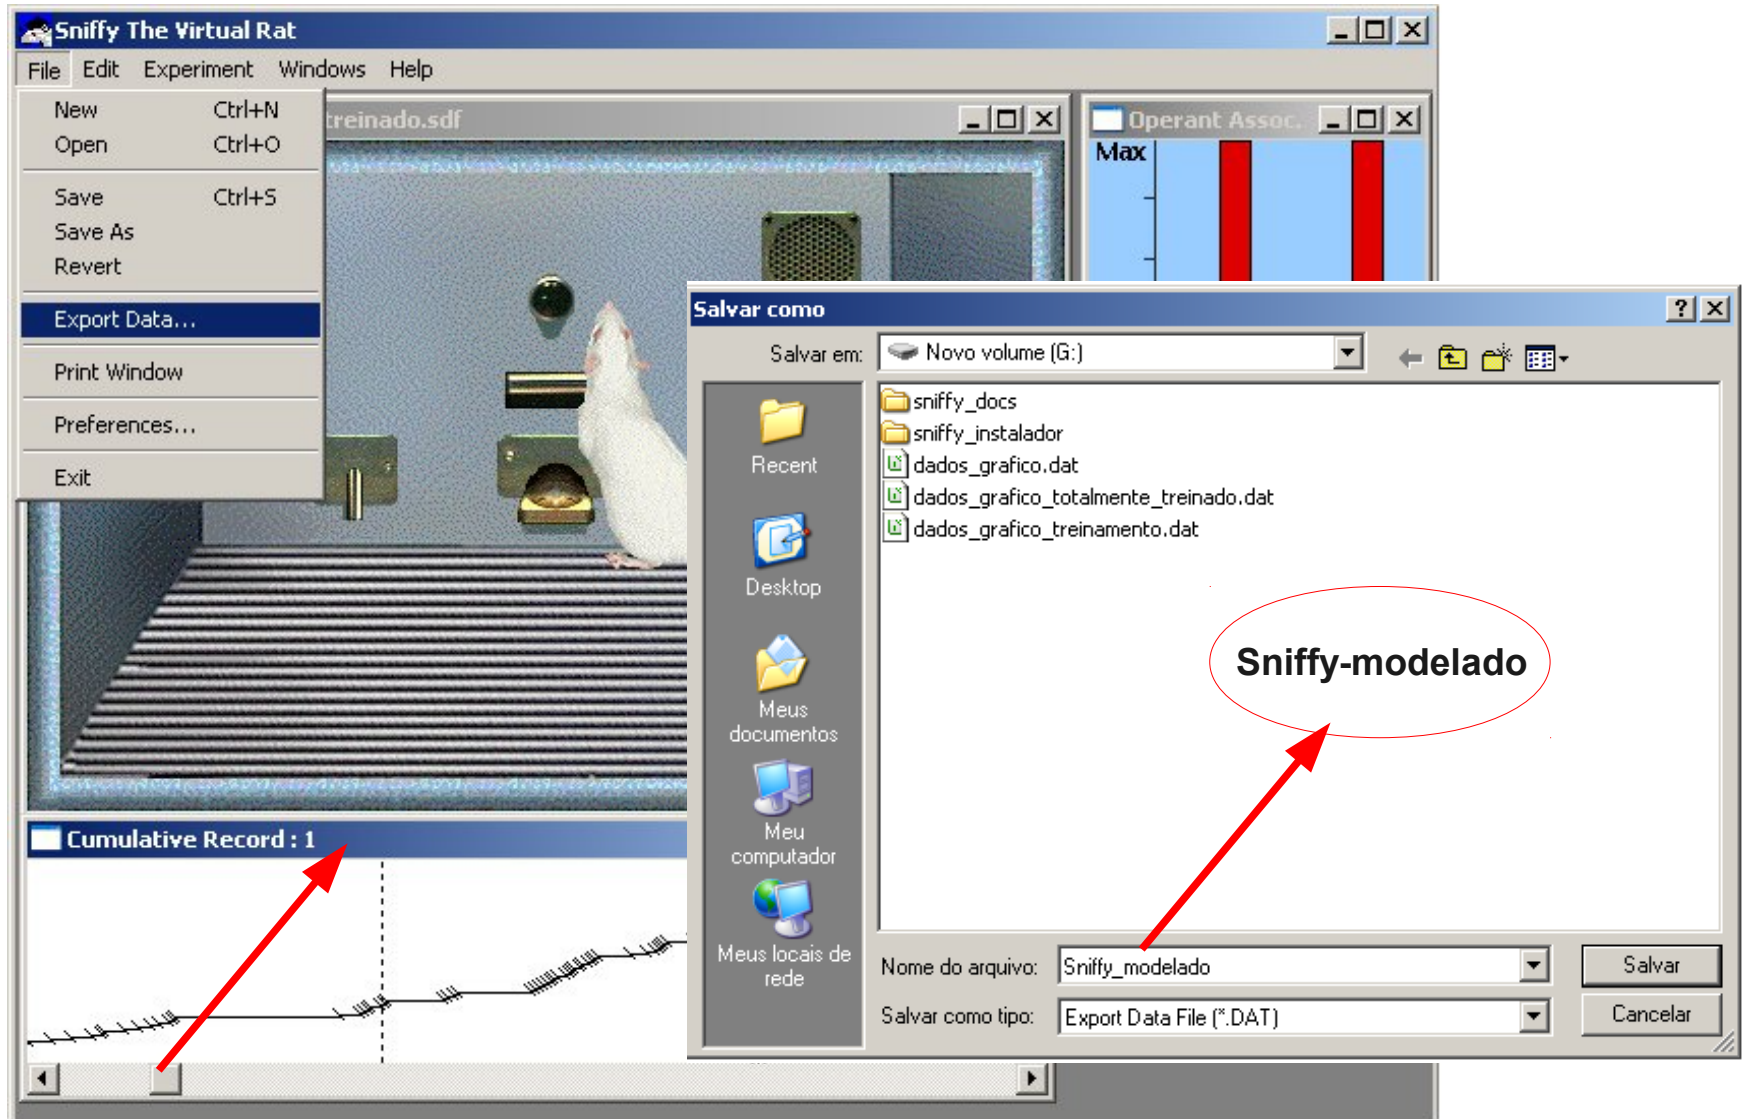 Sniffy The Virtual Rat
File Edit Experiment Windows Help
New Ctrl+N
Open Ctrl+O
Save Ctrl+S
Save As
Revert
Export Data...
Print Window
Preferences...
Exit
treinado.sdf
Operant Assoc.
Max
Salvar como
Salvar em: Novo volume (G:)
Recent
Desktop
Meus documentos
Meu computador
Meus locais de rede
sniffy_docs
sniffy_instalador
dados_grafico.dat
dados_grafico_totalmente_treinado.dat
dados_grafico_treinamento.dat
Sniffy-modelado
Nome do arquivo: Sniffy_modelado Salvar
Salvar como tipo: Export Data File (*.DAT) Cancelar
Cumulative Record : 1